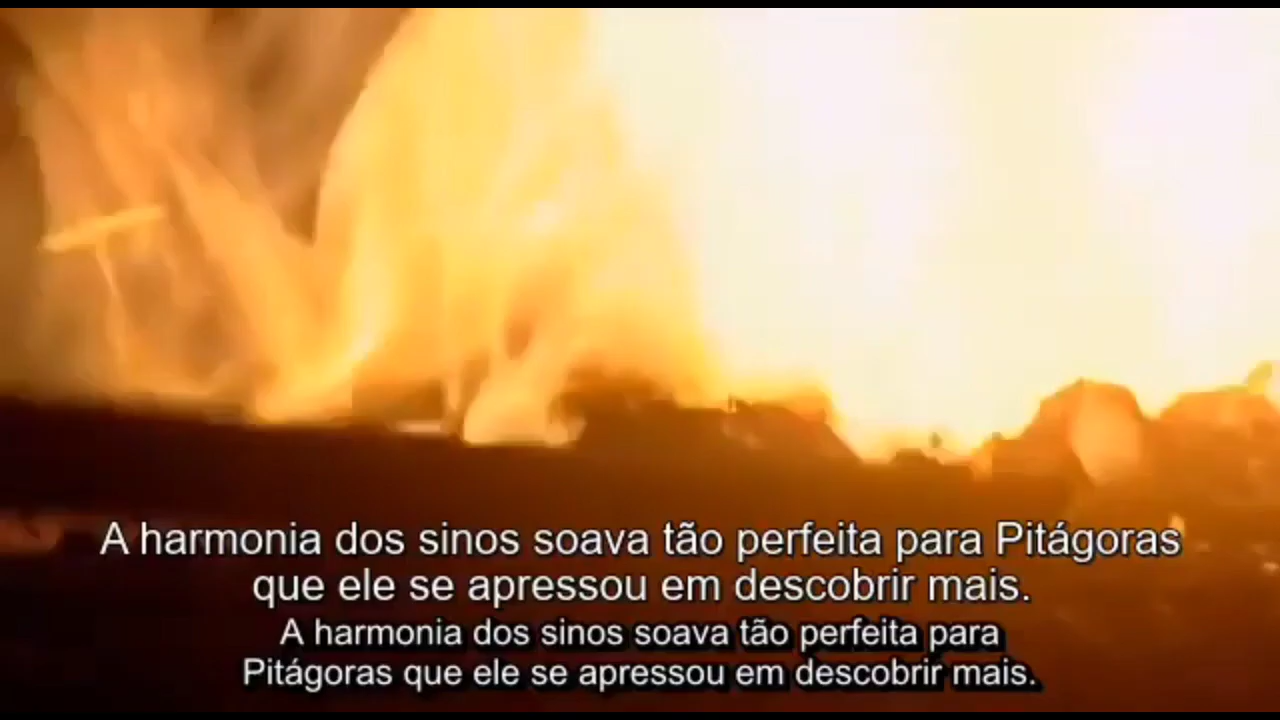 A harmonia dos sinos soava tão perfeita para Pitágoras
que ele se apressou em descobrir mais.
A harmonia dos sinos soava tão perfeita para
Pitágoras que ele se apressou em descobrir mais.